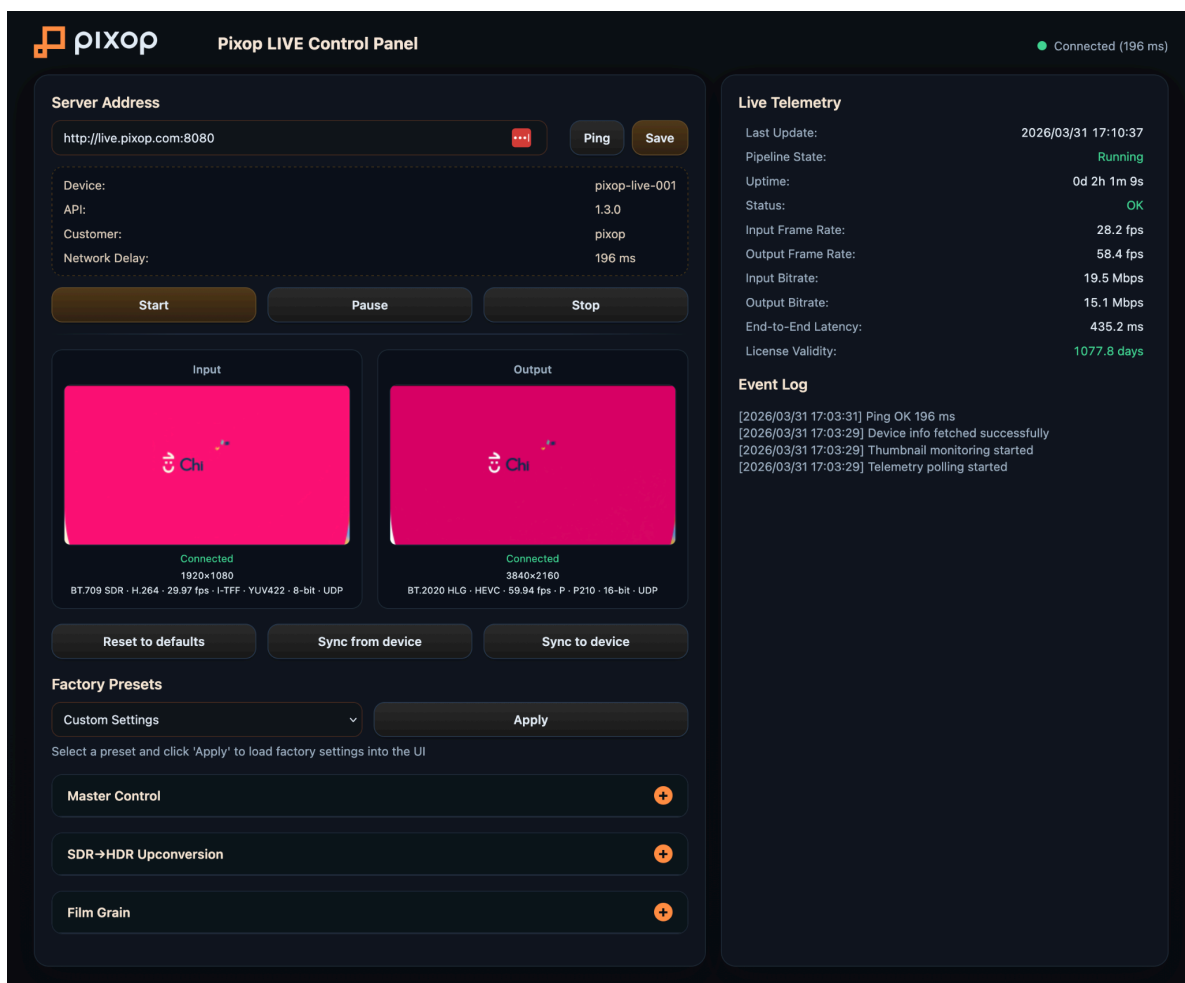 pixop
Pixop LIVE Control Panel
Connected (196 ms)
Server Address
http://live.pixop.com:8080
Ping
Save
Device: pixop-live-001
API: 1.3.0
Customer: pixop
Network Delay: 196 ms
Start
Pause
Stop
Input
Output
Chi
Chi
Connected
1920×1080
BT.709 SDR · H.264 · 29.97 fps · I-TFF · YUV422 · 8-bit · UDP
Connected
3840×2160
BT.2020 HLG · HEVC · 59.94 fps · P · P210 · 16-bit · UDP
Reset to defaults
Sync from device
Sync to device
Factory Presets
Custom Settings
Apply
Select a preset and click 'Apply' to load factory settings into the UI
Master Control
SDR→HDR Upconversion
Film Grain
Live Telemetry
Last Update: 2026/03/31 17:10:37
Pipeline State: Running
Uptime: 0d 2h 1m 9s
Status: OK
Input Frame Rate: 28.2 fps
Output Frame Rate: 58.4 fps
Input Bitrate: 19.5 Mbps
Output Bitrate: 15.1 Mbps
End-to-End Latency: 435.2 ms
License Validity: 1077.8 days
Event Log
[2026/03/31 17:03:31] Ping OK 196 ms
[2026/03/31 17:03:29] Device info fetched successfully
[2026/03/31 17:03:29] Thumbnail monitoring started
[2026/03/31 17:03:29] Telemetry polling started